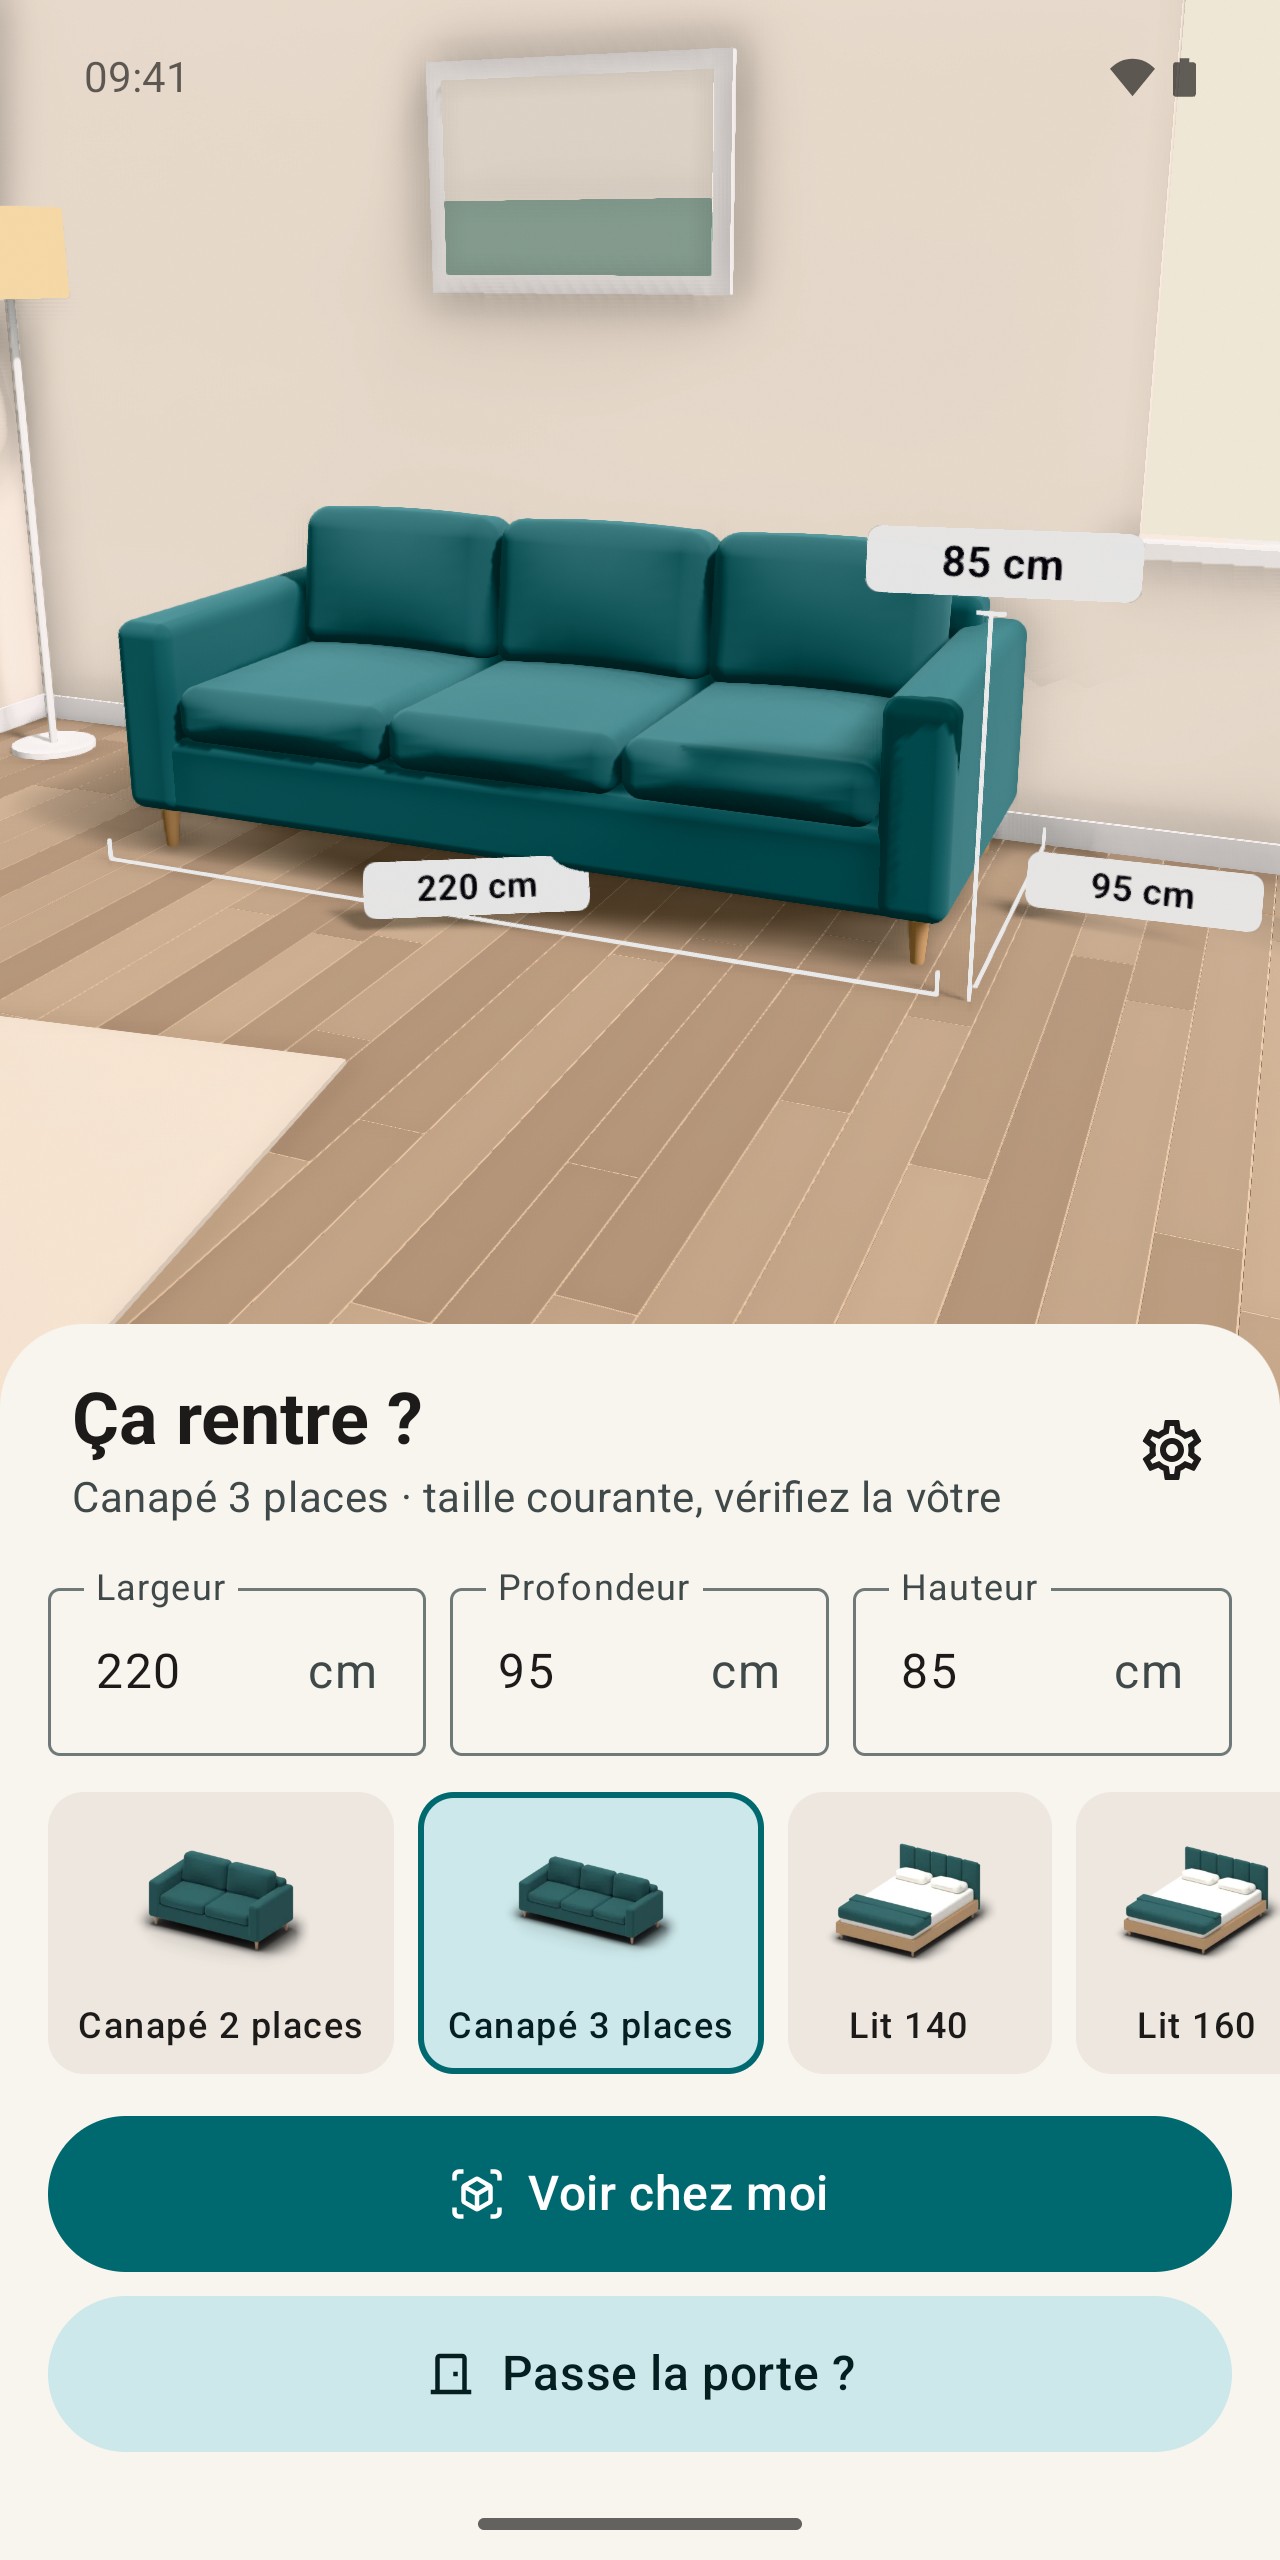 09:41
85 cm
220 cm
95 cm
Ça rentre ?
Canapé 3 places · taille courante, vérifiez la vôtre
Largeur
Profondeur
Hauteur
220 cm
95 cm
85 cm
Canapé 2 places
Canapé 3 places
Lit 140
Lit 160
Voir chez moi
Passe la porte ?